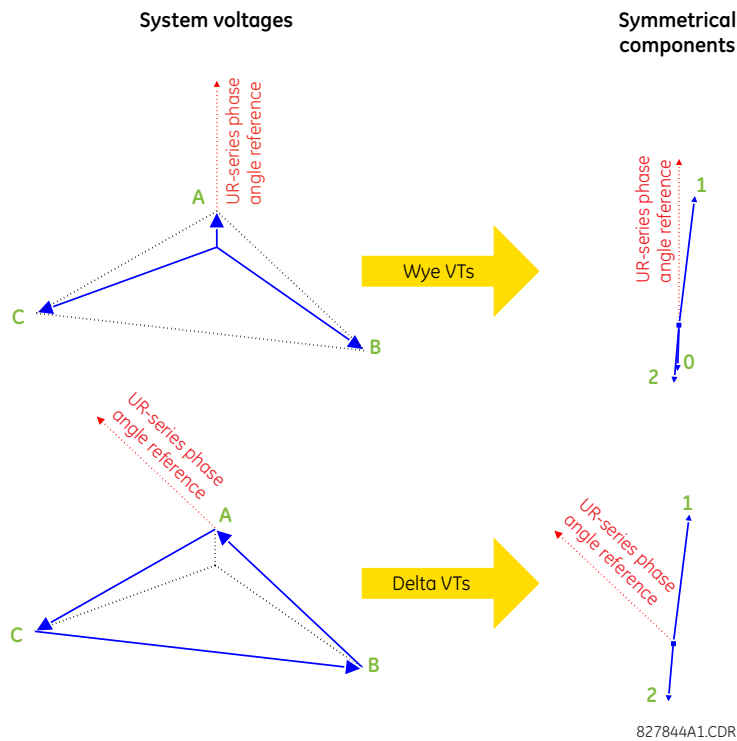 System voltages
Symmetrical
components
UR-series phase
angle reference
A
C
B
Wye VTs
UR-series phase
angle reference
1
2
0
UR-series phase
angle reference
A
C
B
Delta VTs
UR-series phase
angle reference
1
2
827844A1.CDR